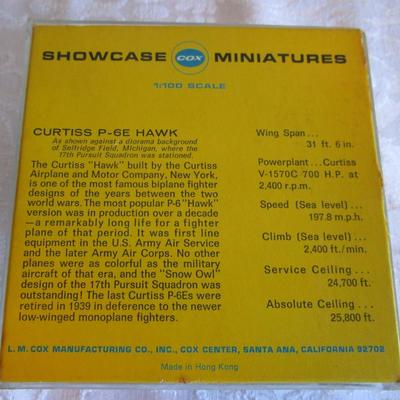 SHOWCASE COX MINIATURES
1:100 SCALE
CURTISS P-6E HAWK
As shown against a diorama background
of Selfridge Field, Michigan, where the
17th Pursuit Squadron was stationed.
The Curtiss "Hawk" built by the Curtiss
Airplane and Motor Company, New York,
is one of the most famous biplane fighter
designs of the years between the two
world wars. The most popular P-6 "Hawk"
version was in production over a decade
—a remarkably long life for a fighter
plane of that period. It was first line
equipment in the U.S. Army Air Service
and the later Army Air Corps. No other
planes were as colorful as the military
aircraft of that era, and the "Snow Owl"
design of the 17th Pursuit Squadron was
outstanding! The last Curtiss P-6Es were
retired in 1939 in deference to the newer
low-winged monoplane fighters.
Wing Span...
31 ft. 6 in.
Powerplant...Curtiss
V-1570C 700 H.P. at
2,400 r.p.m.
Speed (Sea level)...
197.8 m.p.h.
Climb (Sea level)...
2,400 ft./min.
Service Ceiling...
24,700 ft.
Absolute Ceiling...
25,800 ft.
L. M. COX MANUFACTURING CO., INC., COX CENTER, SANTA ANA, CALIFORNIA 92702
Made in Hong Kong